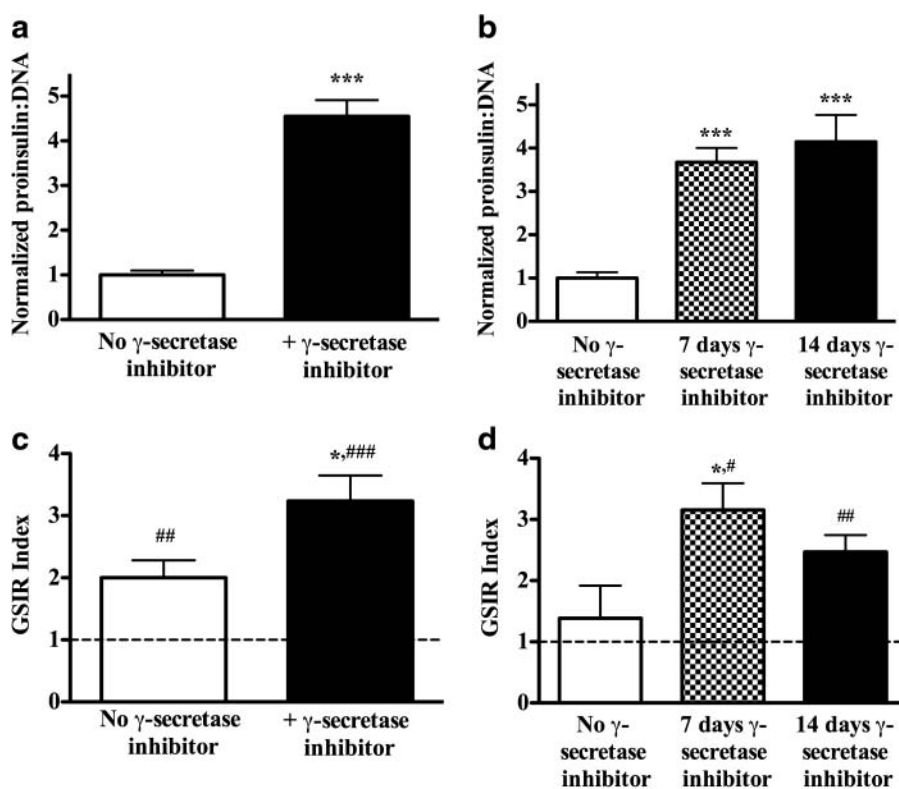 a
Normalized proinsulin:DNA
5
4
3
2
1
0
***
No γ-secretase
inhibitor
+ γ-secretase
inhibitor
b
Normalized proinsulin:DNA
5
4
3
2
1
0
***
***
No γ-
secretase
inhibitor
7 days γ-
secretase
inhibitor
14 days γ-
secretase
inhibitor
c
GSIR Index
4
3
2
1
0
##
*,###
No γ-secretase
inhibitor
+ γ-secretase
inhibitor
d
GSIR Index
4
3
2
1
0
*,#
##
No γ-
secretase
inhibitor
7 days γ-
secretase
inhibitor
14 days γ-
secretase
inhibitor